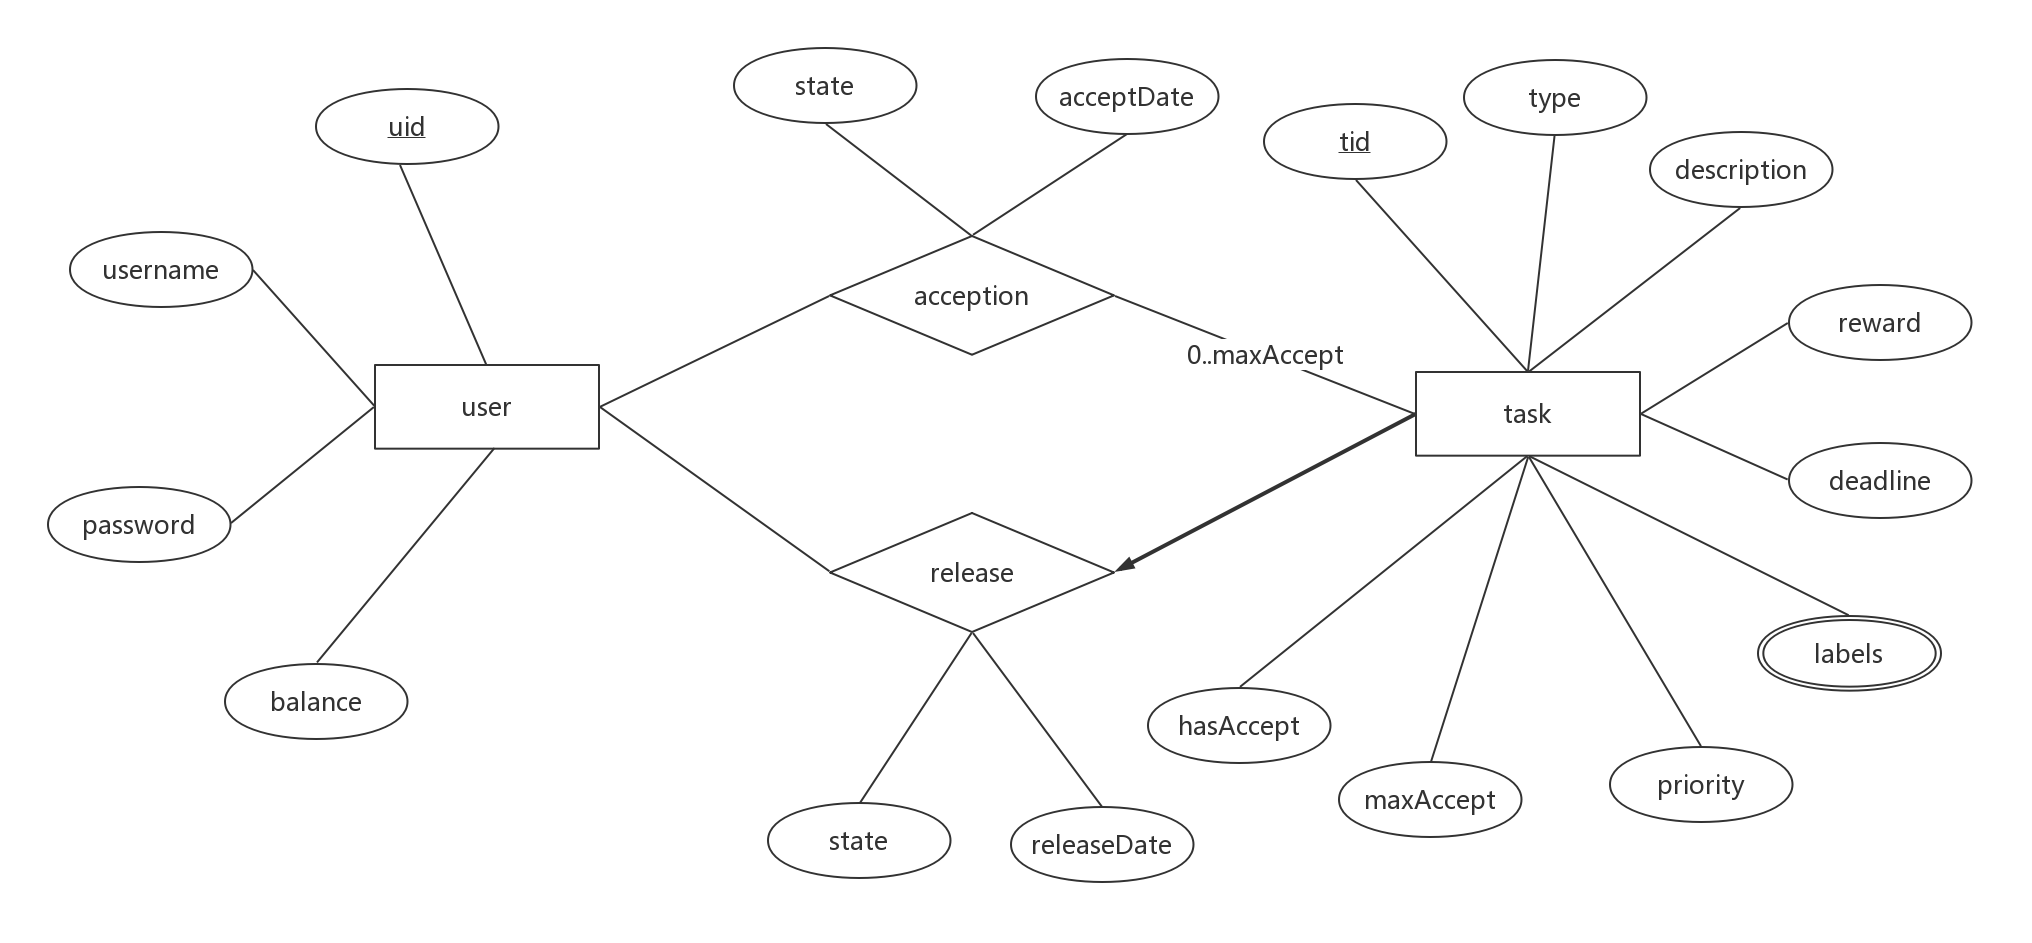 state
acceptDate
type
uid
tid
description
username
acception
reward
0..maxAccept
user
task
deadline
password
release
labels
balance
hasAccept
priority
maxAccept
state
releaseDate